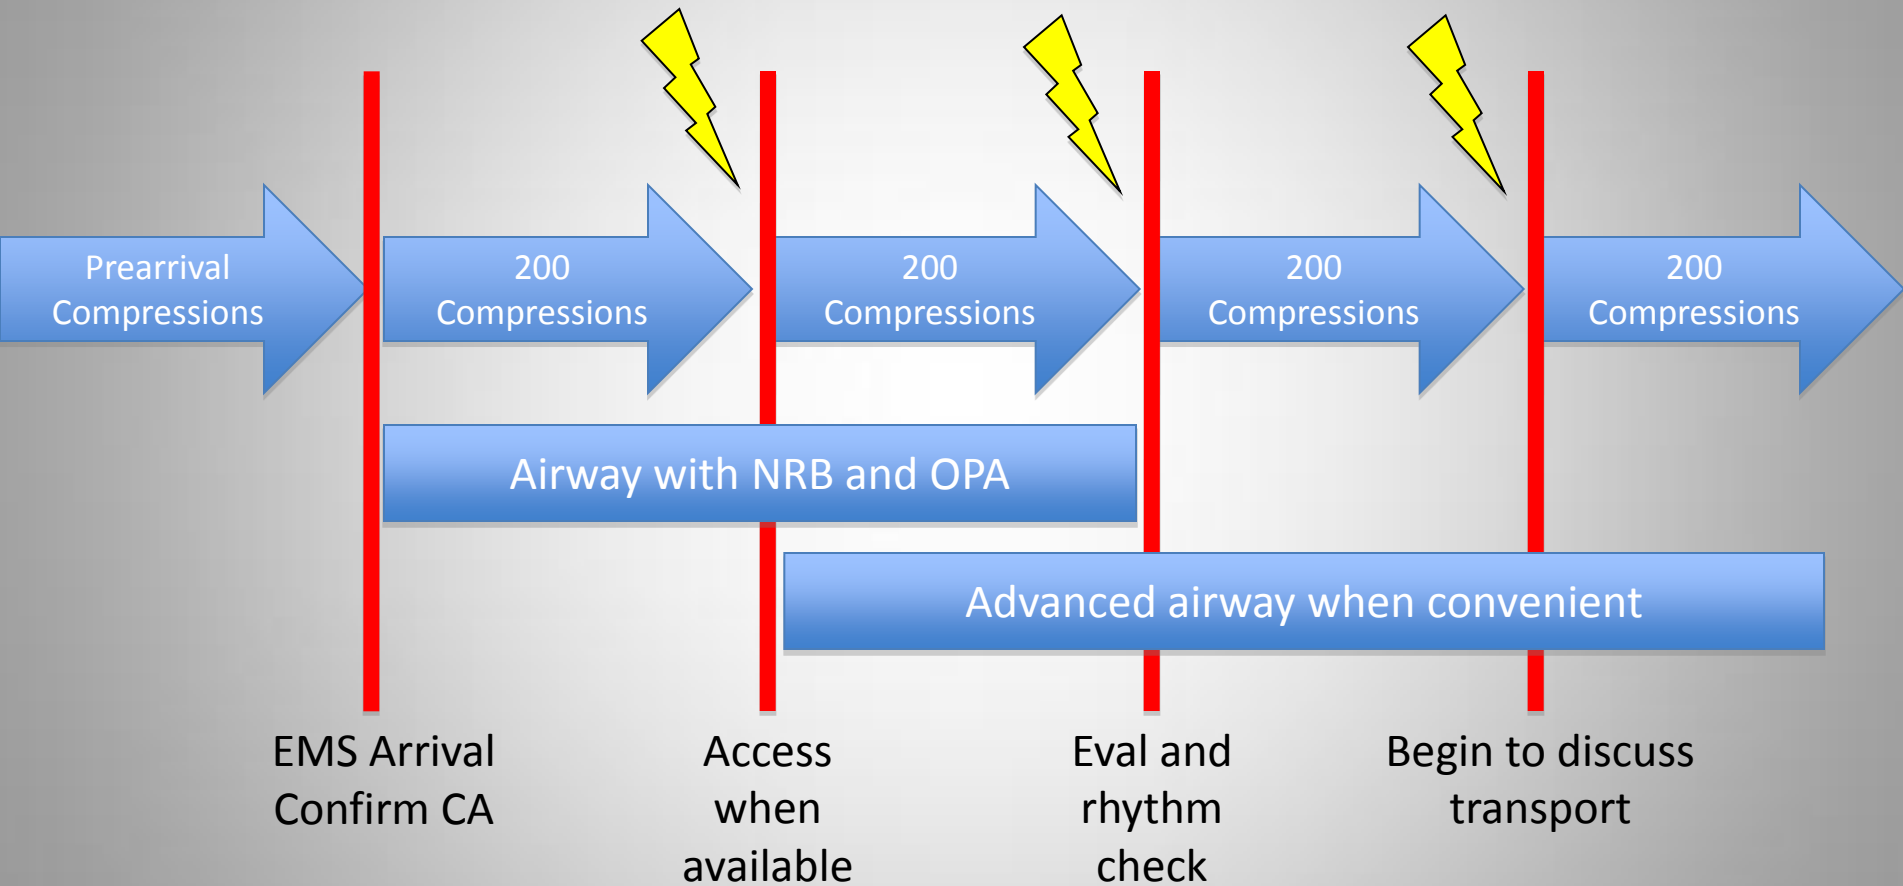 Prearrival
Compressions
200
Compressions
200
Compressions
200
Compressions
200
Compressions
Airway with NRB and OPA
Advanced airway when convenient
EMS Arrival
Confirm CA
Access
when
available
Eval and
rhythm
check
Begin to discuss
transport